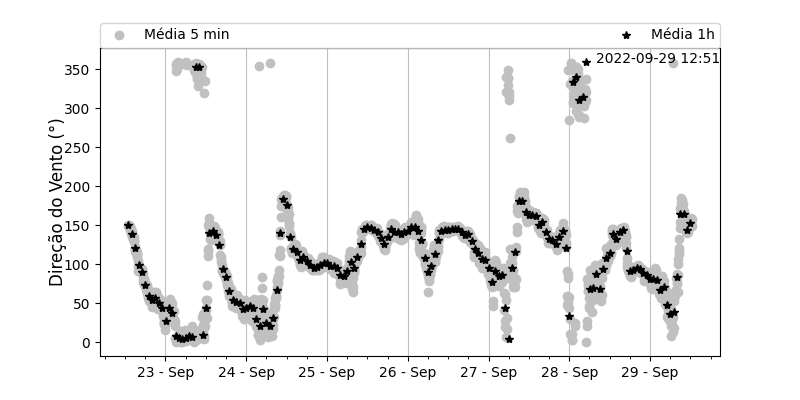 Média 5 min
Média 1h
2022-09-29 12:51
Direção do Vento (°)
350
300
250
200
150
100
50
0
23 - Sep
24 - Sep
25 - Sep
26 - Sep
27 - Sep
28 - Sep
29 - Sep